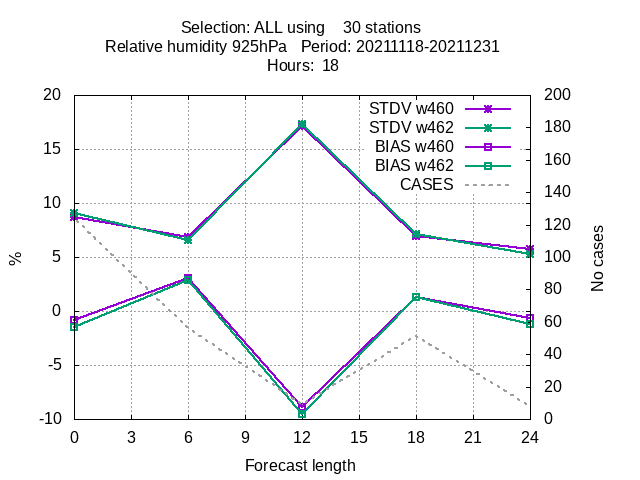 Selection: ALL using    30 stations
Relative humidity 925hPa   Period: 20211118-20211231
Hours:  18
STDV w460
STDV w462
BIAS w460
BIAS w462
CASES
%
20
15
10
5
0
-5
-10
200
180
160
140
120
100
80
60
40
20
0
No cases
0 3 6 9 12 15 18 21 24
Forecast length